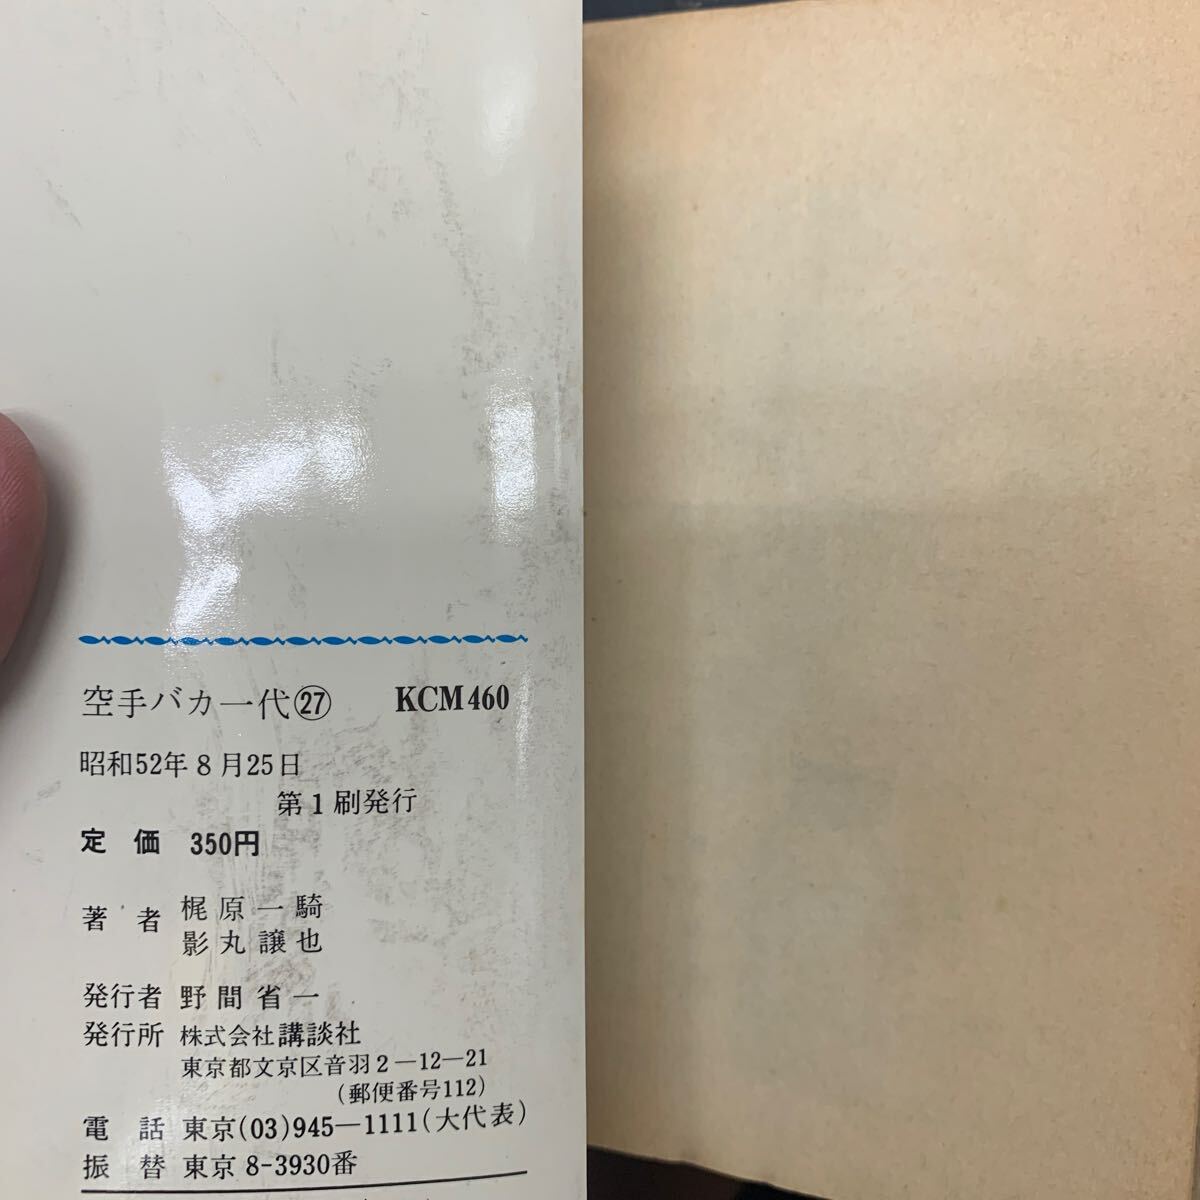 空手バカ一代㉗ KCM460
昭和52年8月25日
第1刷発行
定価 350円
著者 梶原一騎
影丸譲也
発行者 野間省一
発行所 株式会社講談社
東京都文京区音羽2―12―21
(郵便番号112)
電話 東京(03)945―1111(大代表)
振替 東京8-3930番